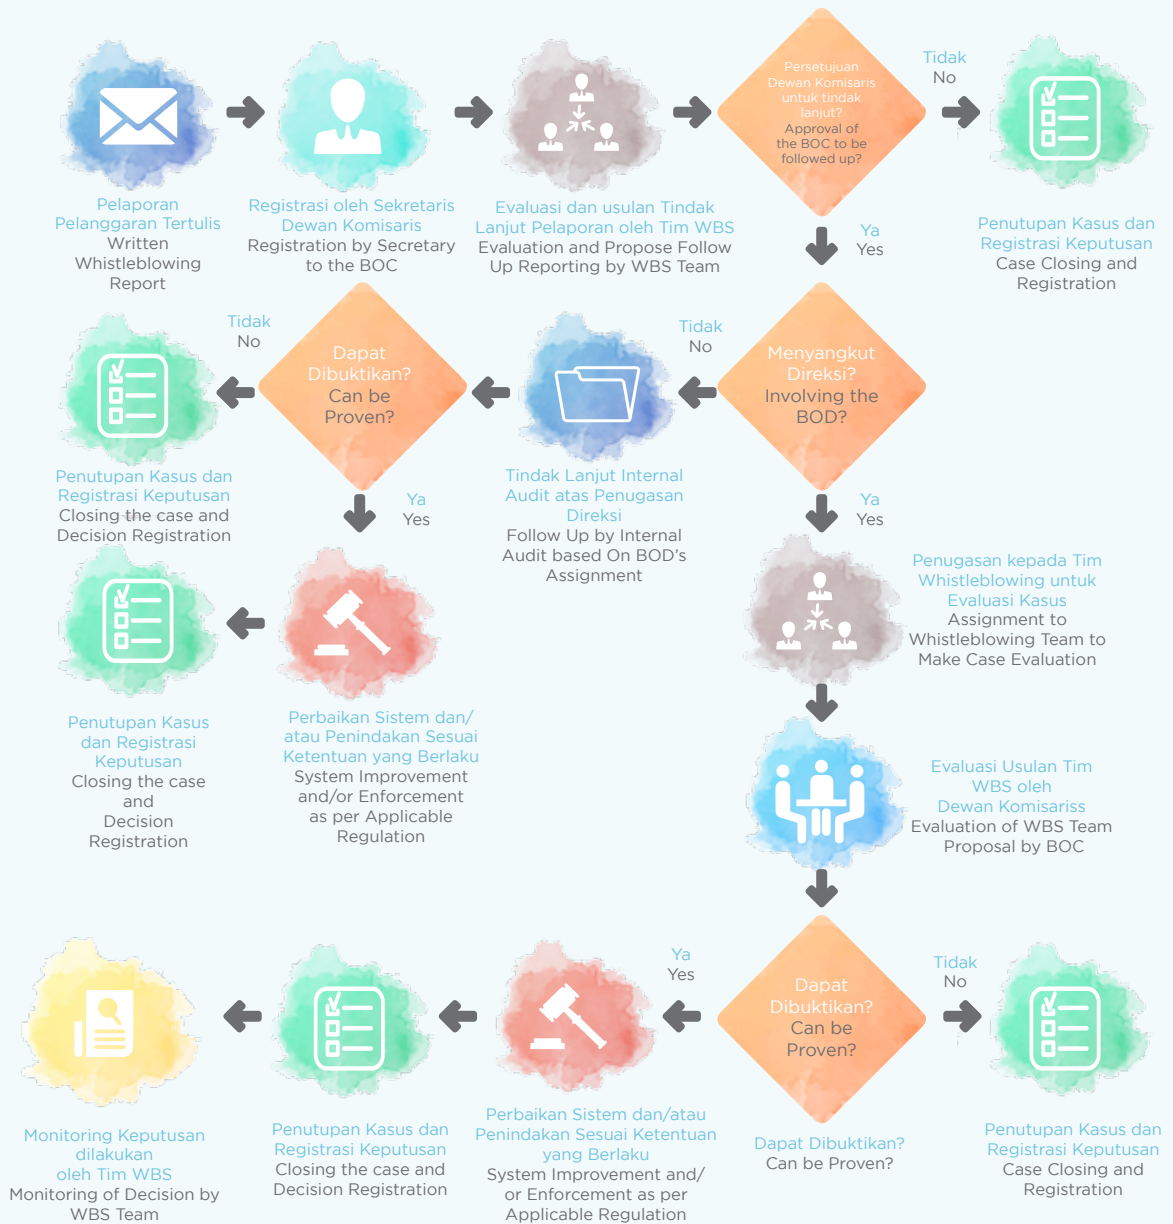 Pelaporan
Pelanggaran Tertulis
Written
Whistleblowing
Report
Registrasi oleh Sekretaris
Dewan Komisaris
Registration by Secretary
to the BOC
Evaluasi dan usulan Tindak
Lanjut Pelaporan oleh Tim WBS
Evaluation and Propose Follow
Up Reporting by WBS Team
Persetujuan
Dewan Komisaris
untuk tindak
lanjut?
Approval of
the BOC to be
followed up?
Tidak
No
Penutupan Kasus dan
Registrasi Keputusan
Case Closing and
Registration
Ya
Yes
Menyangkut
Direksi?
Involving the
BOD?
Tidak
No
Tindak Lanjut Internal
Audit atas Penugasan
Direksi
Follow Up by Internal
Audit based On BOD's
Assignment
Dapat
Dibuktikan?
Can be
Proven?
Tidak
No
Penutupan Kasus dan
Registrasi Keputusan
Closing the case and
Decision Registration
Ya
Yes
Perbaikan Sistem dan/
atau Penindakan Sesuai
Ketentuan yang Berlaku
System Improvement
and/or Enforcement
as per Applicable
Regulation
Penutupan Kasus
dan Registrasi
Keputusan
Closing the case
and
Decision
Registration
Ya
Yes
Penugasan kepada Tim
Whistleblowing untuk
Evaluasi Kasus
Assignment to
Whistleblowing Team to
Make Case Evaluation
Evaluasi Usulan Tim
WBS oleh
Dewan Komisariss
Evaluation of WBS Team
Proposal by BOC
Dapat
Dibuktikan?
Can be
Proven?
Dapat Dibuktikan?
Can be Proven?
Tidak
No
Penutupan Kasus dan
Registrasi Keputusan
Case Closing and
Registration
Ya
Yes
Perbaikan Sistem dan/atau
Penindakan Sesuai Ketentuan
yang Berlaku
System Improvement and/
or Enforcement as per
Applicable Regulation
Penutupan Kasus dan
Registrasi Keputusan
Closing the case and
Decision Registration
Monitoring Keputusan
dilakukan
oleh Tim WBS
Monitoring of Decision by
WBS Team